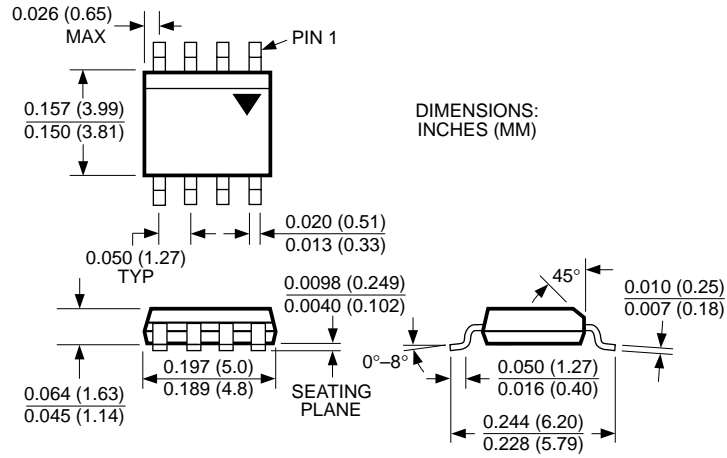 0.026 (0.65)
MAX
PIN 1
0.157 (3.99)
0.150 (3.81)
DIMENSIONS:
INCHES (MM)
0.050 (1.27)
TYP
0.020 (0.51)
0.013 (0.33)
0.0098 (0.249)
0.0040 (0.102)
45°
0.010 (0.25)
0.007 (0.18)
0.064 (1.63)
0.045 (1.14)
0.197 (5.0)
0.189 (4.8)
SEATING
PLANE
0°–8°
0.050 (1.27)
0.016 (0.40)
0.244 (6.20)
0.228 (5.79)